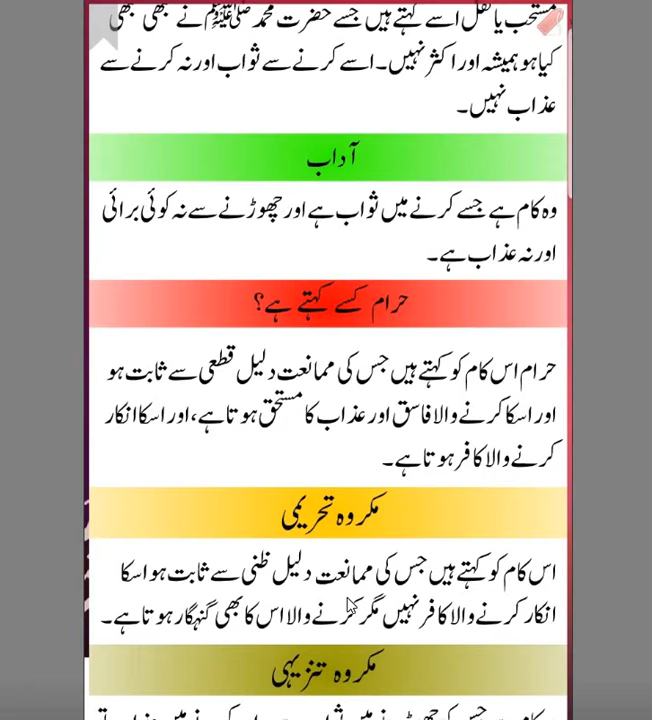 مستحب یا نفل اسے کہتے ہیں جسے حضرت محمد ﷺ نے کبھی کبھی
کیا ہو ہمیشہ اور اکثر نہیں۔ اسے کرنے سے ثواب اور نہ کرنے سے
عذاب نہیں۔
آداب
وہ کام ہے جسے کرنے میں ثواب ہے اور چھوڑنے سے نہ کوئی برائی
اور نہ عذاب ہے۔
حرام کسے کہتے ہے؟
حرام اس کام کو کہتے ہیں جس کی ممانعت دلیل قطعی سے ثابت ہو
اور اسکا کرنے والا فاسق اور عذاب کا مستحق ہوتا ہے، اور اسکا انکار
کرنے والا کافر ہوتا ہے۔
مکروہ تحریمی
اس کام کو کہتے ہیں جس کی ممانعت دلیل ظنی سے ثابت ہو اسکا
انکار کرنے والا کافر نہیں مگر کرنے والا اس کا بھی گنہگار ہوتا ہے۔
مکروہ تنزیہی